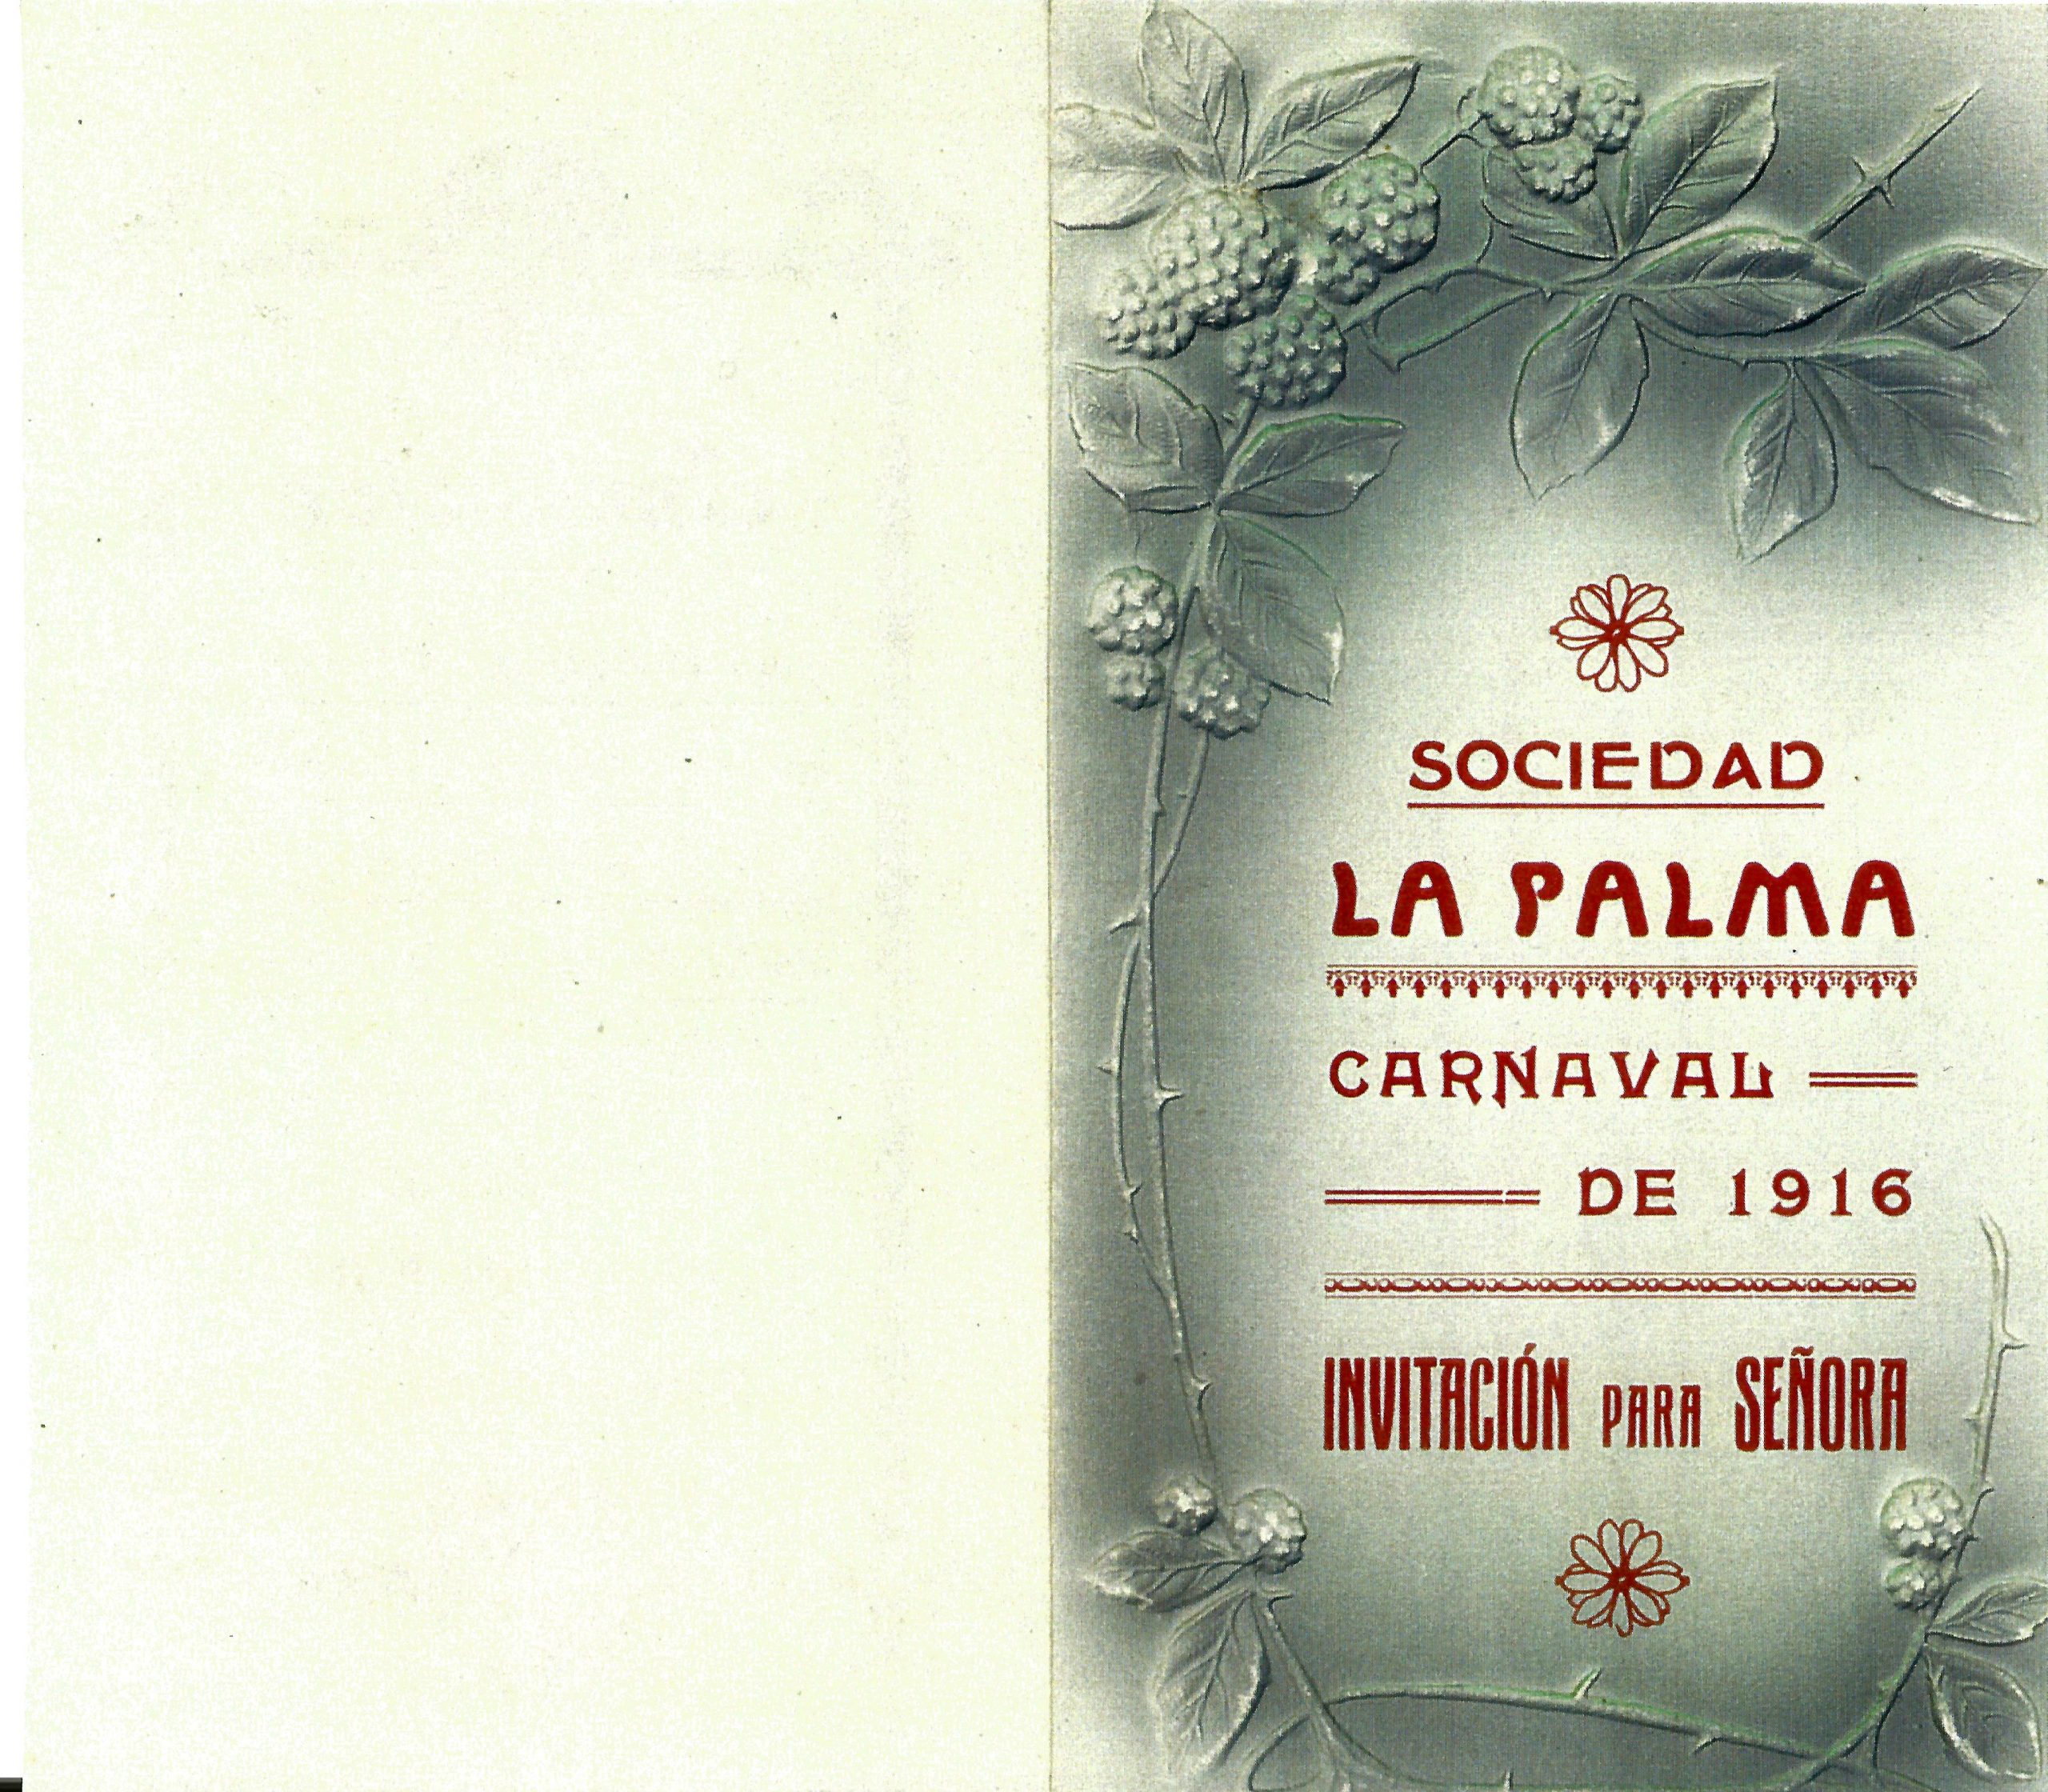 SOCIEDAD
LA PALMA
CARNAVAL
DE 1916
INVITACIÓN PARA SEÑORA